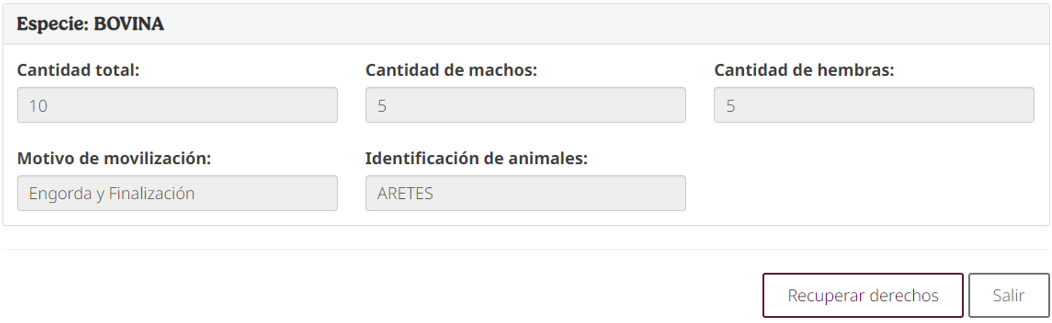 Especie: BOVINA
Cantidad total: Cantidad de machos: Cantidad de hembras:
10 5 5
Motivo de movilización: Identificación de animales:
Engorda y Finalización ARETES
Recuperar derechos Salir